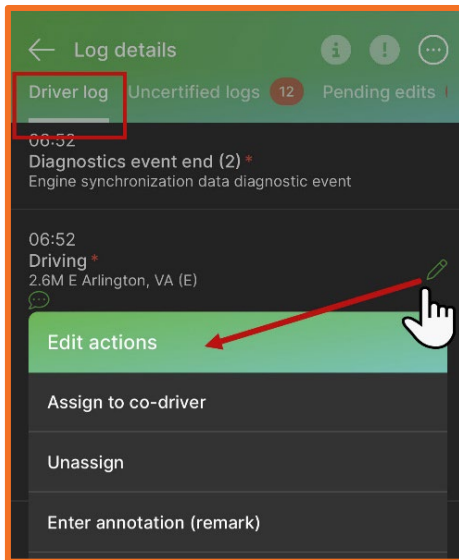 Log details
Driver log Uncertified logs 12 Pending edits
06:52
Diagnostics event end (2) *
Engine synchronization data diagnostic event
06:52
Driving *
2.6M E Arlington, VA (E)
Edit actions
Assign to co-driver
Unassign
Enter annotation (remark)